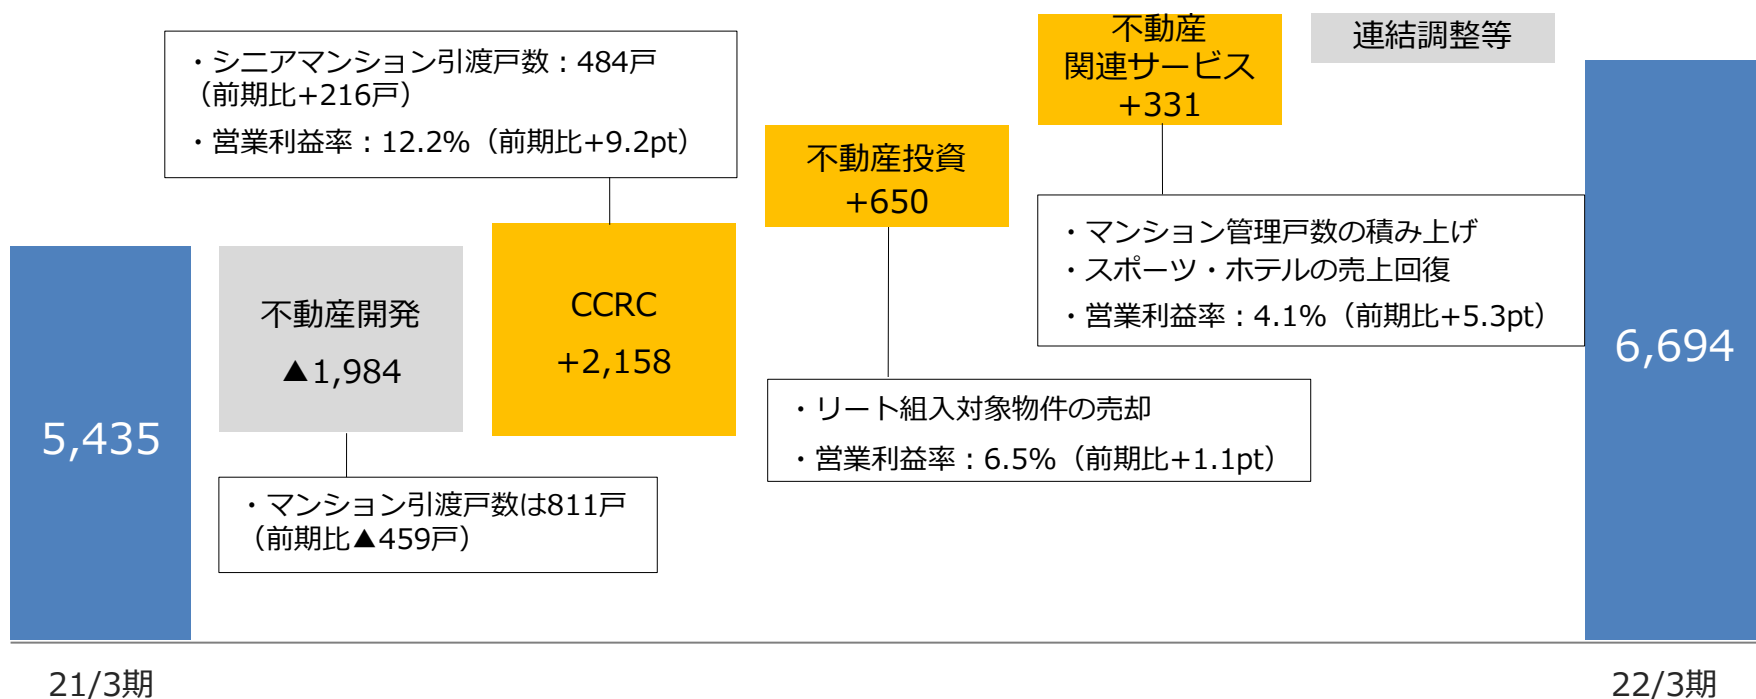 ・シニアマンション引渡戸数：484戸
（前期比+216戸）
・営業利益率：12.2%（前期比+9.2pt）
不動産
関連サービス
+331
連結調整等
不動産投資
+650
・マンション管理戸数の積み上げ
・スポーツ・ホテルの売上回復
・営業利益率：4.1%（前期比+5.3pt）
5,435
不動産開発
▲1,984
CCRC
+2,158
6,694
・リート組入対象物件の売却
・営業利益率：6.5%（前期比+1.1pt）
・マンション引渡戸数は811戸
（前期比▲459戸）
21/3期
22/3期